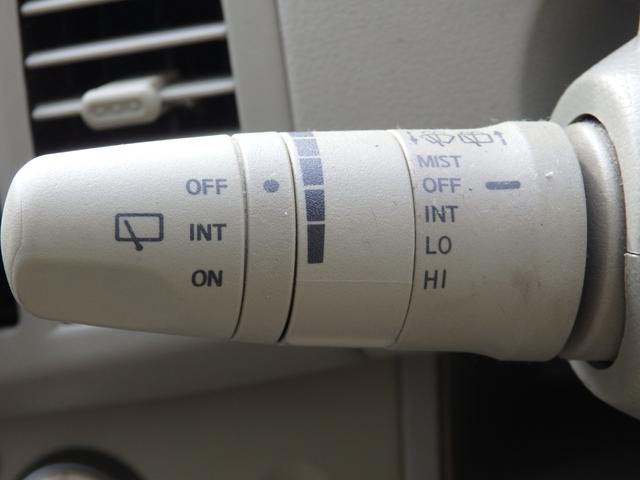 OFF
INT
ON
MIST
OFF
INT
LO
HI